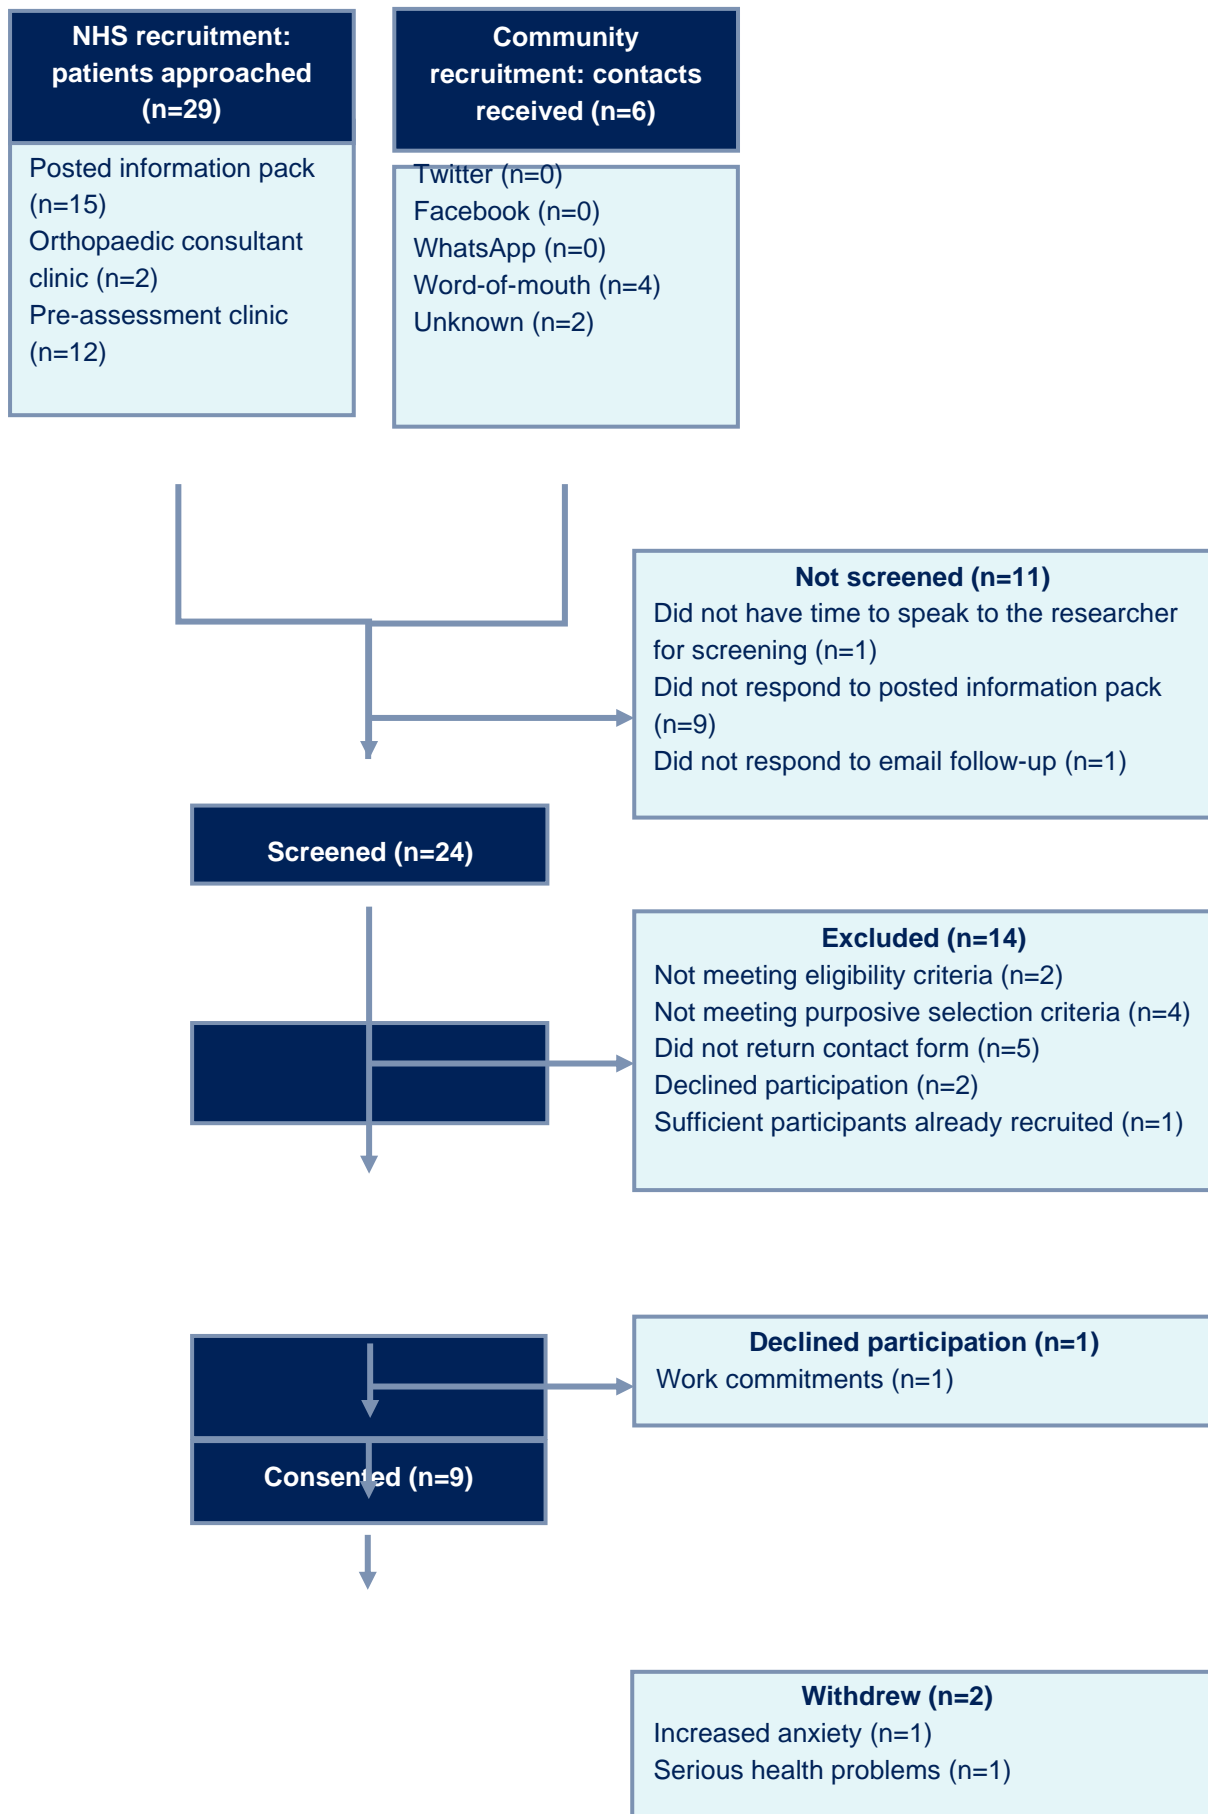 NHS recruitment:
patients approached
(n=29)
Posted information pack
(n=15)
Orthopaedic consultant
clinic (n=2)
Pre-assessment clinic
(n=12)
Community
recruitment: contacts
received (n=6)
Twitter (n=0)
Facebook (n=0)
WhatsApp (n=0)
Word-of-mouth (n=4)
Unknown (n=2)
Not screened (n=11)
Did not have time to speak to the researcher
for screening (n=1)
Did not respond to posted information pack
(n=9)
Did not respond to email follow-up (n=1)
Screened (n=24)
Excluded (n=14)
Not meeting eligibility criteria (n=2)
Not meeting purposive selection criteria (n=4)
Did not return contact form (n=5)
Declined participation (n=2)
Sufficient participants already recruited (n=1)
Declined participation (n=1)
Work commitments (n=1)
Consented (n=9)
Withdrew (n=2)
Increased anxiety (n=1)
Serious health problems (n=1)